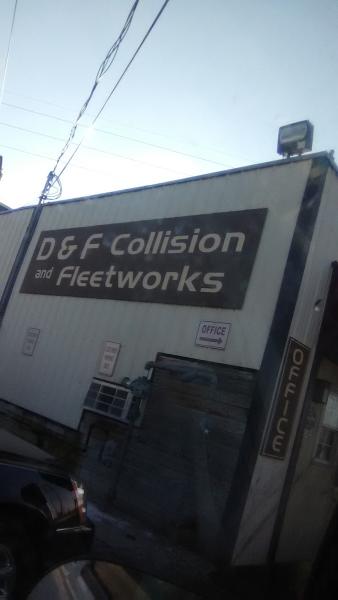 D & F Collision
and Fleetworks
OFFICE
OFFICE